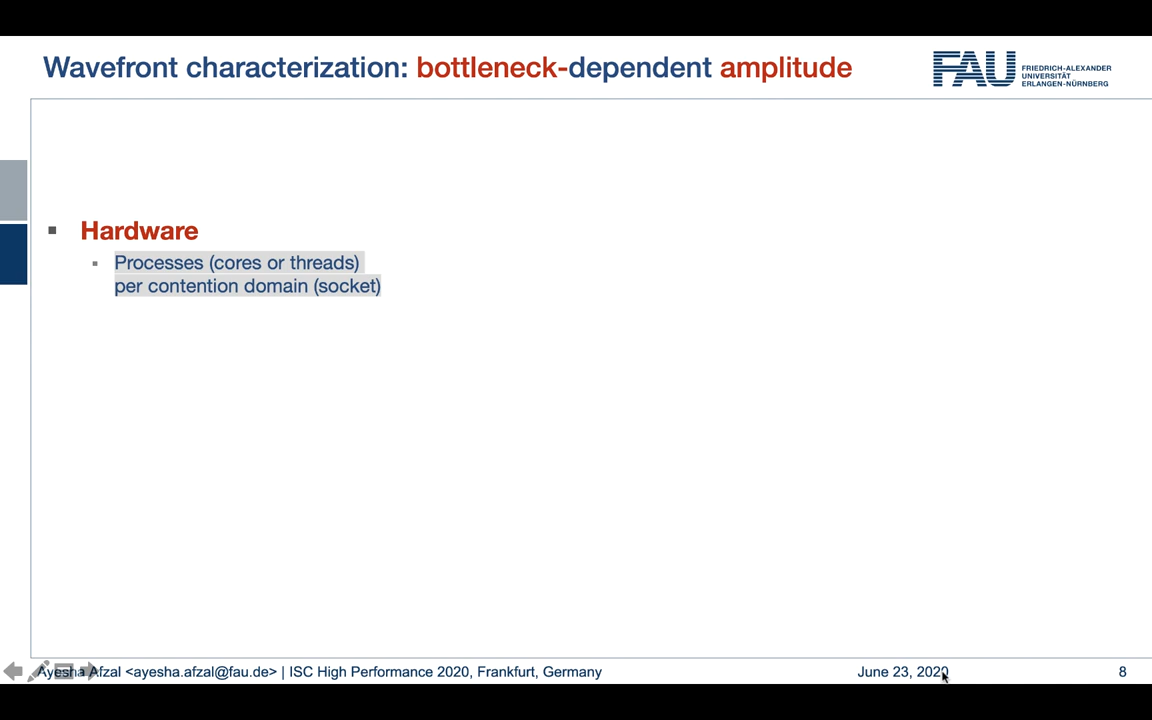 Wavefront characterization: bottleneck-dependent amplitude
FAU FRIEDRICH-ALEXANDER
UNIVERSITÄT
ERLANGEN-NÜRNBERG
Hardware
Processes (cores or threads)
per contention domain (socket)
Ayesha Afzal <ayesha.afzal@fau.de> | ISC High Performance 2020, Frankfurt, Germany
June 23, 2020
8